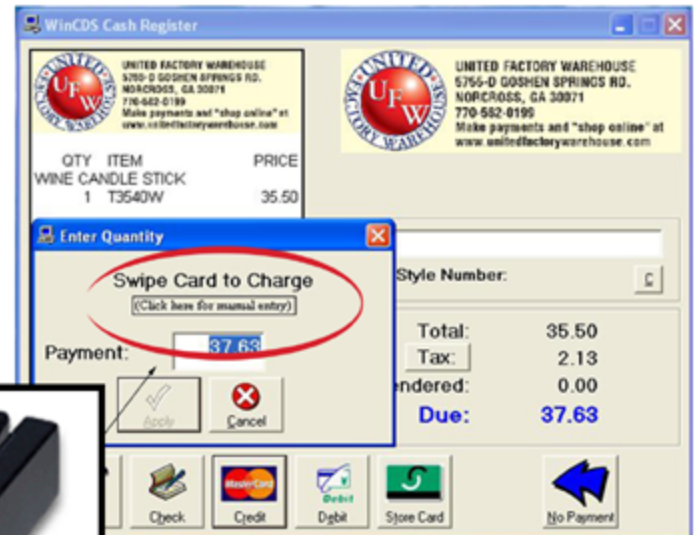 WinCDS Cash Register
UNITED FACTORY WAREHOUSE
5755-D GOSHEN SPRINGS RD.
NORCROSS, GA 30071
770-582-0199
Make payments and "shop online" at
www.unitedfactorywarehouse.com
UNITED
UFW
FACTORY WAREHOUSE
UNITED
UFW
FACTORY WAREHOUSE
UNITED FACTORY WAREHOUSE
5755-D GOSHEN SPRINGS RD.
NORCROSS, GA 30071
770-582-0199
Make payments and "shop online" at
www.unitedfactorywarehouse.com
QTY ITEM PRICE
WINE CANDLE STICK
1 T3540W 35.50
Enter Quantity
Swipe Card to Charge
(Click here for manual entry)
Payment: 37.63
Apply
Cancel
Style Number:
C
Total: 35.50
Tax: 2.13
ndered: 0.00
Due: 37.63
Check
MasterCard
Credit
Debit
Debit
Store Card
No Payment